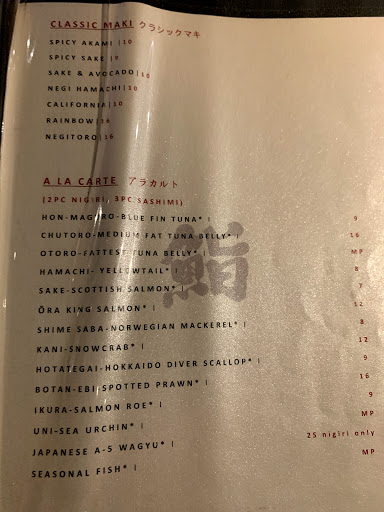 CLASSIC MAKI クラシックマキ
SPICY AKAMI |10
SPICY SAKE |9
SAKE & AVOCADO|10
NEGI HAMACHI|10
CALIFORNIA|10
RAINBOW|16
NEGITORO|16
A LA CARTE アラカルト
(2PC NIGIRI, 3PC SASHIMI)
HON-MAGURO-BLUE FIN TUNA* | 9
CHUTORO-MEDIUM FAT TUNA BELLY* | 16
OTORO-FATTEST TUNA BELLY* | MP
鮨
HAMACHI- YELLOWTAIL* | 8
SAKE-SCOTTISH SALMON* | 7
ŌRA KING SALMON* | 12
SHIME SABA-NORWEGIAN MACKEREL* | 8
KANI-SNOWCRAB* | 12
HOTATEGAI-HOKKAIDO DIVER SCALLOP* | 9
BOTAN-EBI-SPOTTED PRAWN* | 16
IKURA-SALMON ROE* | 9
UNI-SEA URCHIN* | MP
JAPANESE A-5 WAGYU* | 25 nigiri only
SEASONAL FISH* | MP